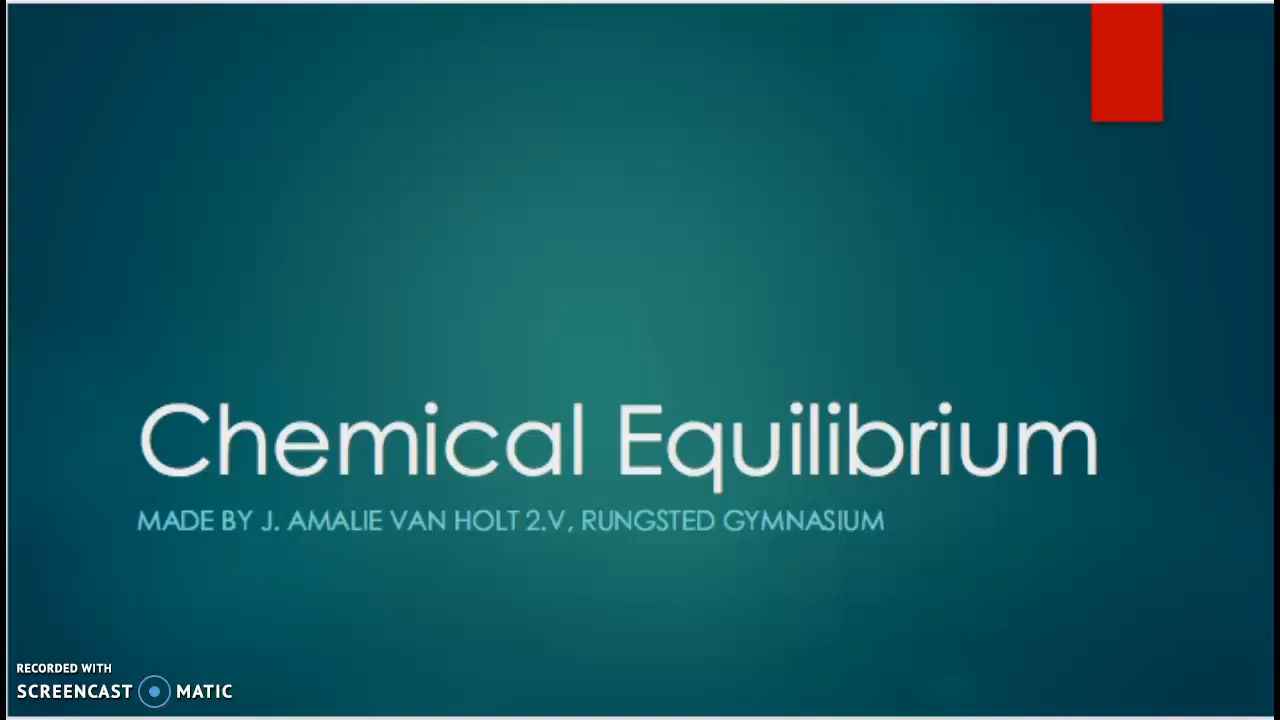 Chemical Equilibrium
MADE BY J. AMALIE VAN HOLT 2.V, RUNGSTED GYMNASIUM
RECORDED WITH
SCREENCAST MATIC